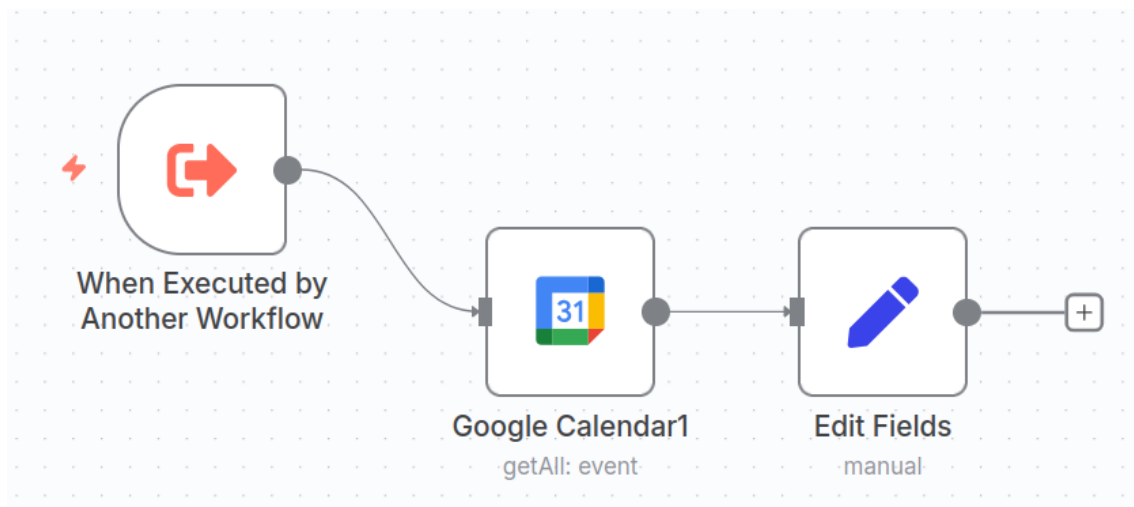 When Executed by
Another Workflow
31
Google Calendar1
getAll: event
Edit Fields
manual